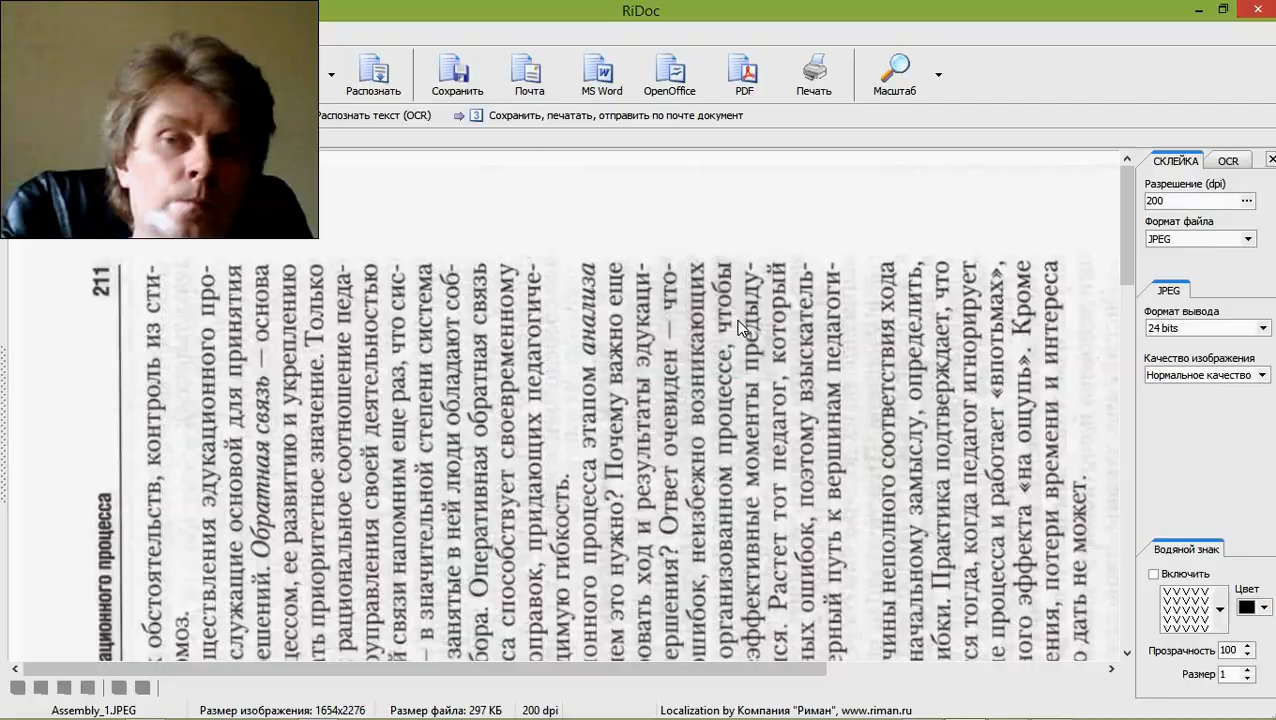 RiDoc
Распознать
Сохранить
Почта
MS Word
OpenOffice
PDF
Печать
Масштаб
Распознать текст (OCR)
3 Сохранить, печатать, отправить по почте документ
СКЛЕЙКА
OCR
Разрешение (dpi)
200
Формат файла
JPEG
JPEG
Формат вывода
24 bits
Качество изображения
Нормальное качество
Водяной знак
Включить
Цвет
Прозрачность 100
Размер 1
ационного процесса 211
обстоятельств, контроль из сти-
моз.
ществления эдукационного про-
служащие основой для принятия
ешений. Обратная связь — основа
цессом, ее развитию и укреплению
ать приоритетное значение. Только
рациональное соотношение педа-
оуправления своей деятельностью
й связи напомним еще раз, что сис-
– в значительной степени система
занятые в ней люди обладают соб-
бора. Оперативная обратная связь
са способствует своевременному
оправок, придающих педагогиче-
димую гибкость.
ионного процесса этапом анализа
ем это нужно? Почему важно еще
овать ход и результаты эдукаци-
ершения? Ответ очевиден — что-
ошибок, неизбежно возникающих
организованном процессе, чтобы
эффективные моменты предыду-
ся. Растет тот педагог, который
ных ошибок, поэтому взыскатель-
ерный путь к вершинам педагоги-
чины неполного соответствия хода
начальному замыслу, определить,
ибки. Практика подтверждает, что
ся тогда, когда педагог игнорирует
е процесса и работает «впотьмах»,
ного эффекта «на ощупь». Кроме
ения, потери времени и интереса
о дать не может.
Assembly_1.JPEG
Размер изображения: 1654x2276
Размер файла: 297 КБ
200 dpi
Localization by Компания "Риман", www.riman.ru